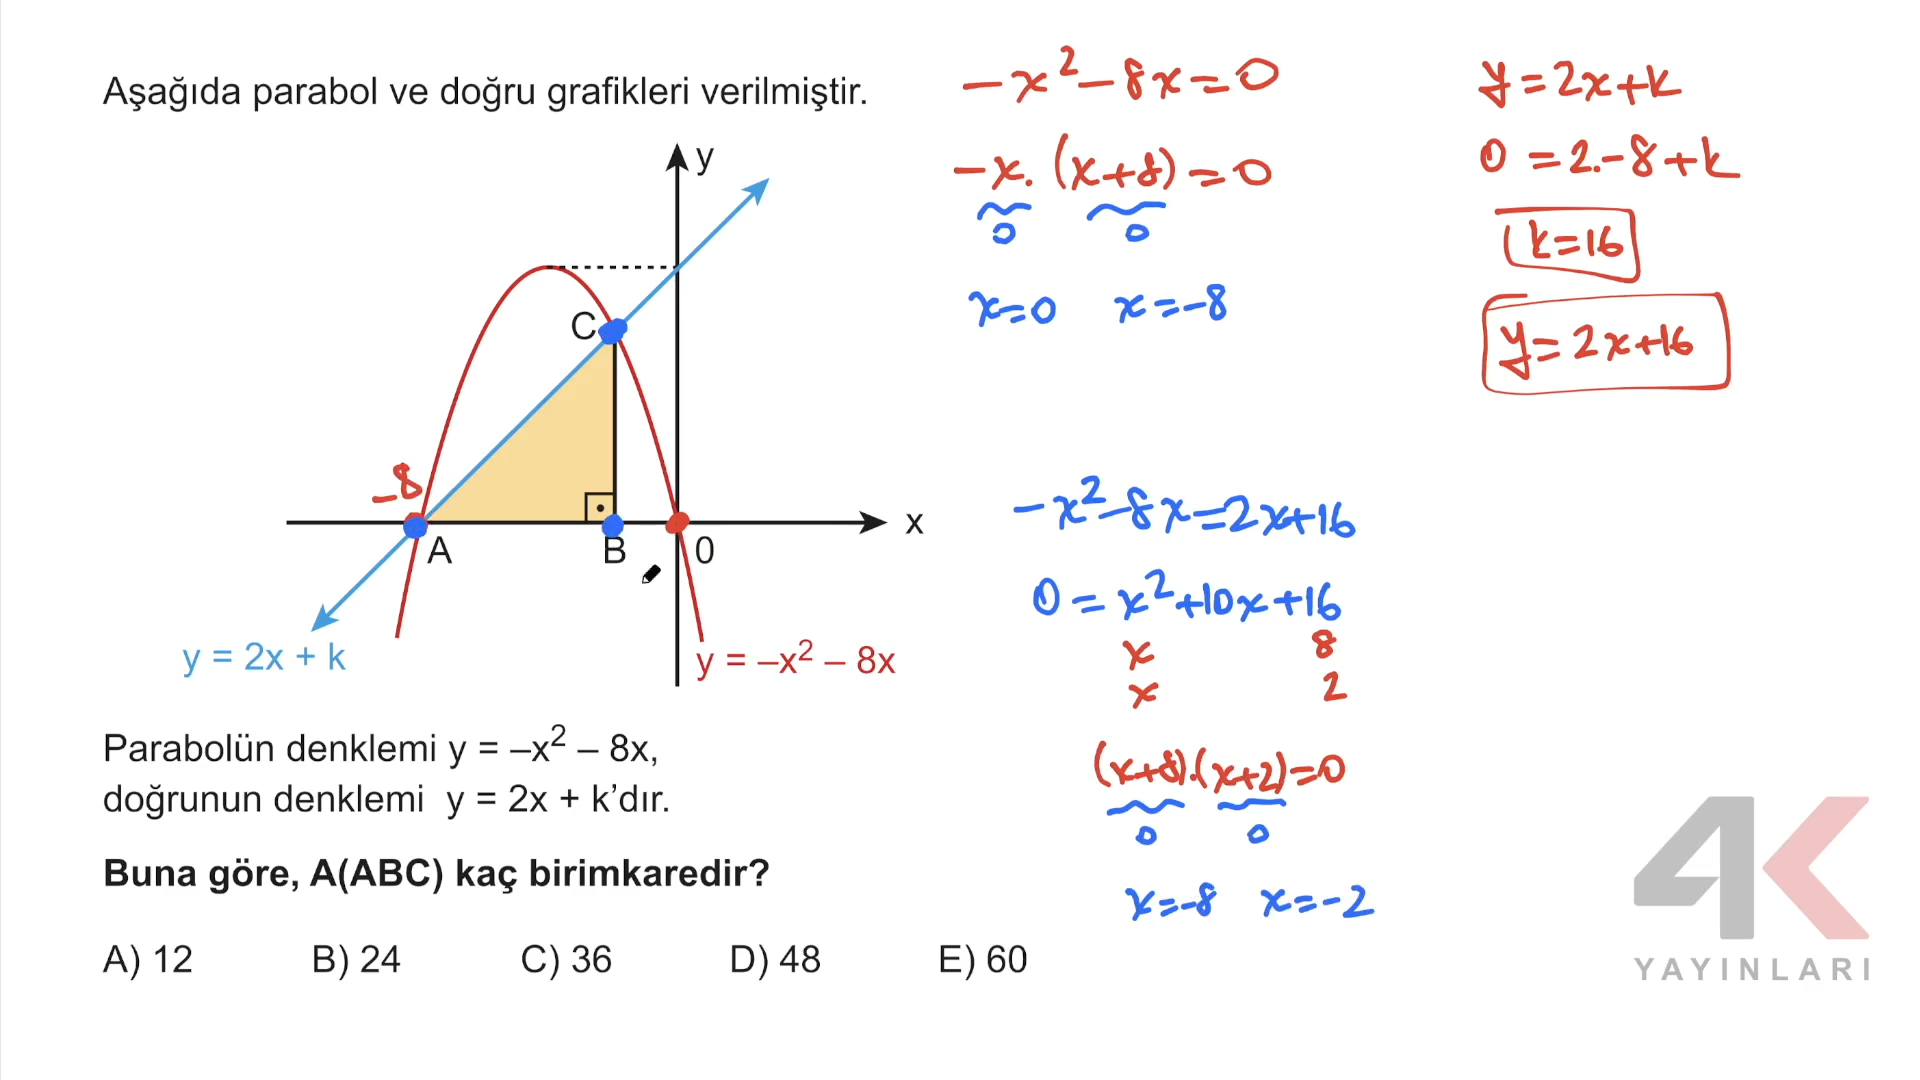 Aşağıda parabol ve doğru grafikleri verilmiştir.
y
C
-8
A
B
0
x
y = 2x + k
y = –x² – 8x
Parabolün denklemi y = –x² – 8x,
doğrunun denklemi y = 2x + k’dır.
Buna göre, A(ABC) kaç birimkaredir?
A) 12 B) 24 C) 36 D) 48 E) 60
-x²-8x=0
-x.(x+8)=0
0 0
x=0 x=-8
y=2x+k
0=2.-8+k
k=16
y=2x+16
-x²-8x=2x+16
0=x²+10x+16
x 8
x 2
(x+8).(x+2)=0
0 0
x=-8 x=-2
4K
YAYINLARI